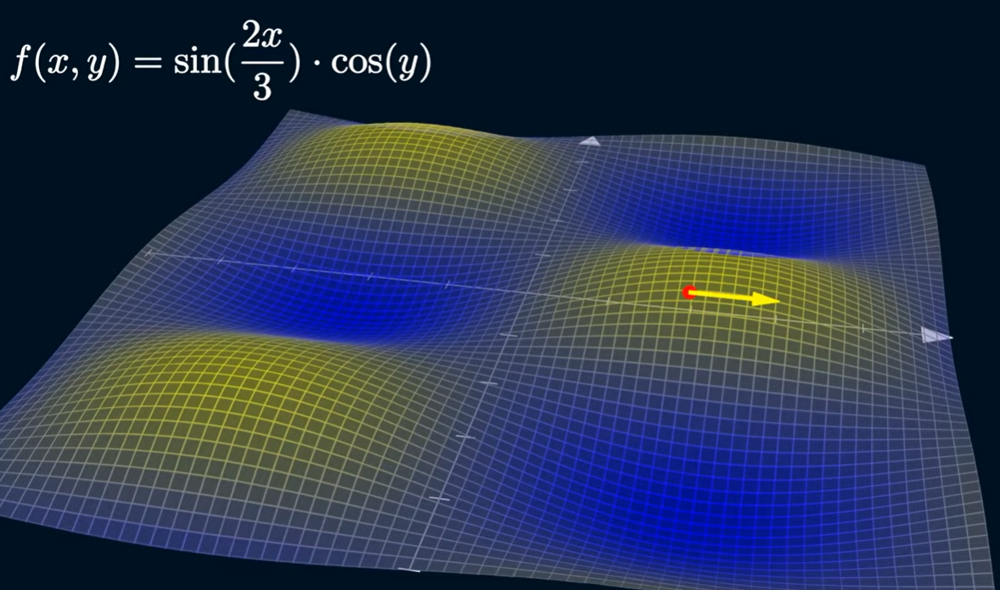 f(x, y) = sin(2x/3) · cos(y)